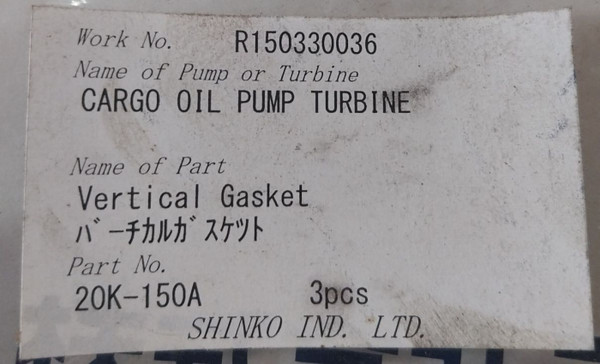 Work No. R150330036
Name of Pump or Turbine
CARGO OIL PUMP TURBINE
Name of Part
Vertical Gasket
ﾊﾞｰﾁｶﾙｶﾞｽｹﾂﾄ
Part No.
20K-150A 3pcs
SHINKO IND. LTD.